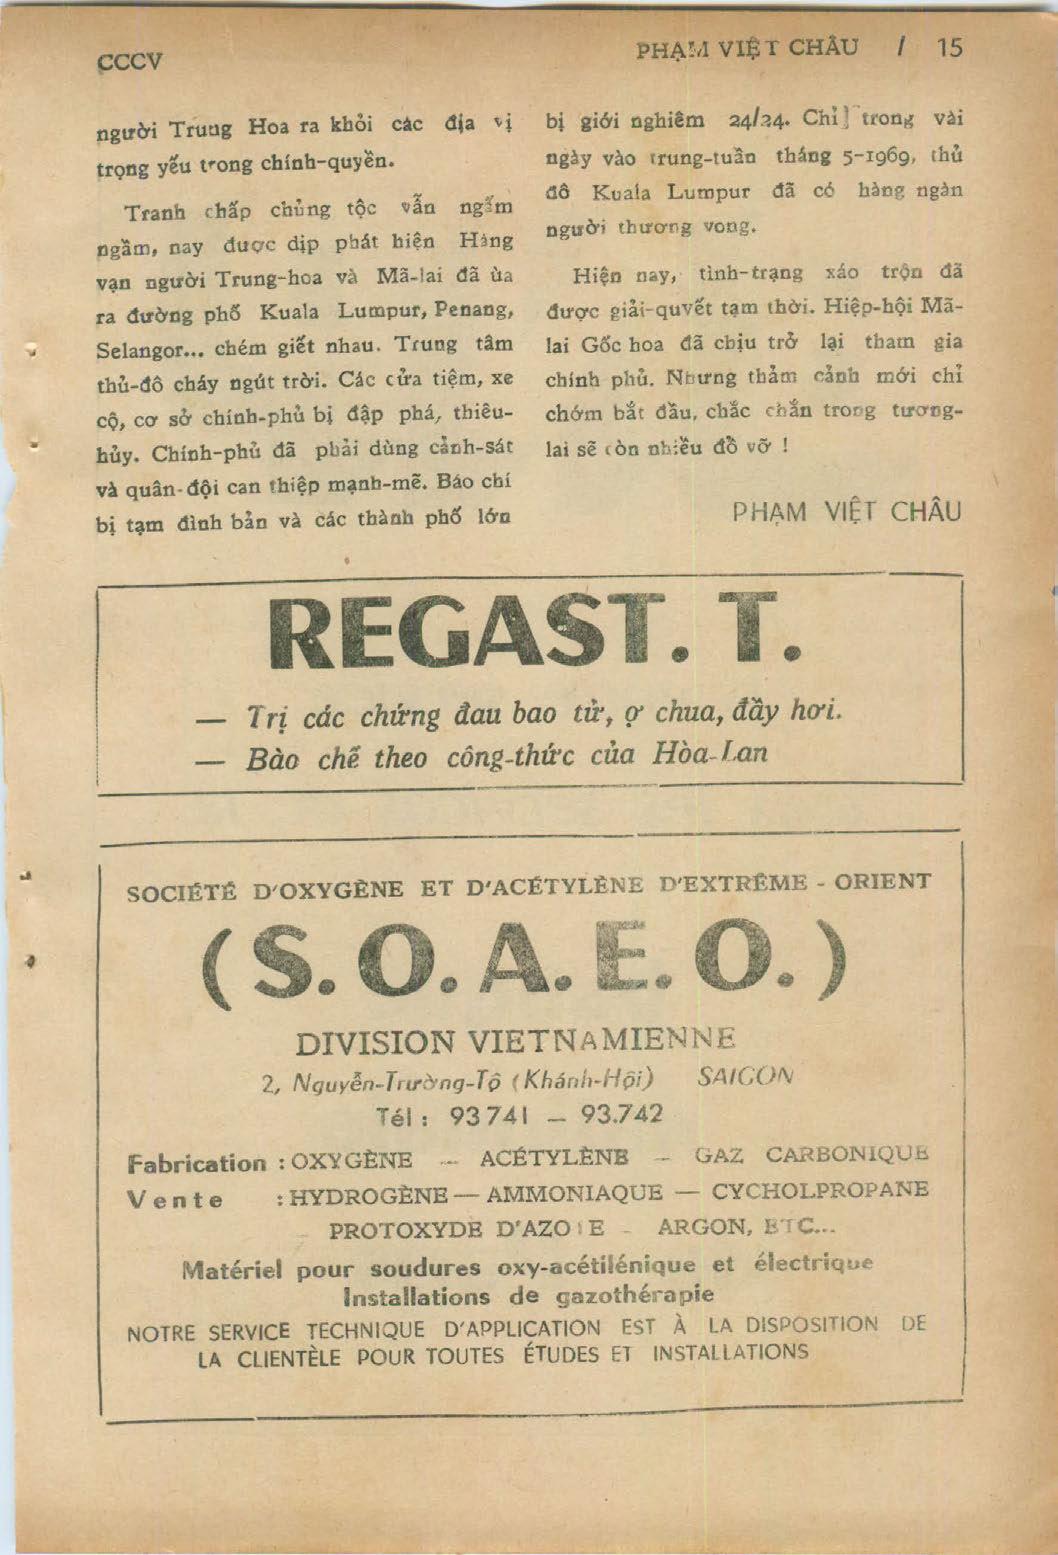 CCCV
PHẠM VIỆT CHÂU / 15
người Trung Hoa ra khỏi các địa vị
trọng yếu trong chính-quyền.
Tranh chấp chủng tộc vẫn ngấm
ngầm, nay được dịp phát hiện Hàng
vạn người Trung-hoa và Mã-lai đã ùa
ra đường phố Kuala Lumpur, Penang,
Selangor... chém giết nhau. Trung tâm
thủ-đô cháy ngút trời. Các cửa tiệm, xe
cộ, cơ sở chính-phủ bị đập phá, thiêu-
hủy. Chính-phủ đã phải dùng cảnh-sát
và quân-đội can thiệp mạnh-mẽ. Báo chí
bị tạm đình bản và các thành phố lớn
bị giới nghiêm 24/24. Chỉ trong vài
ngày vào trung-tuần tháng 5-1969, thủ
đô Kuala Lumpur đã có hàng ngàn
người thương vong.
Hiện nay, tình-trạng xáo trộn đã
được giải-quyết tạm thời. Hiệp-hội Mã-
lai Gốc hoa đã chịu trở lại tham gia
chính phủ. Nhưng thảm cảnh mới chỉ
chớm bắt đầu, chắc chắn trong tương-
lai sẽ còn nhiều đồ vỡ !
PHẠM VIỆT CHÂU
REGAST. T.
— Trị các chứng đau bao tử, ợ chua, đầy hơi.
— Bào chế theo công-thức của Hòa-Lan
SOCIÉTÉ D'OXYGÈNE ET D'ACÉTYLÈNE D'EXTRÊME - ORIENT
(S.O.A.E.O.)
DIVISION VIETNAMIENNE
2, Nguyễn-Trường-Tộ (Khánh-Hội) SAIGON
Tél : 93741 — 93.742
Fabrication : OXYGÈNE — ACÉTYLÈNE — GAZ CARBONIQUE
Vente : HYDROGÈNE — AMMONIAQUE — CYCHOLPROPANE
PROTOXYDE D'AZOTE - ARGON, ETC...
Matériel pour soudures oxy-acétilénique et électrique
Installations de gazothérapie
NOTRE SERVICE TECHNIQUE D'APPLICATION EST À LA DISPOSITION DE
LA CLIENTÈLE POUR TOUTES ÉTUDES ET INSTALLATIONS